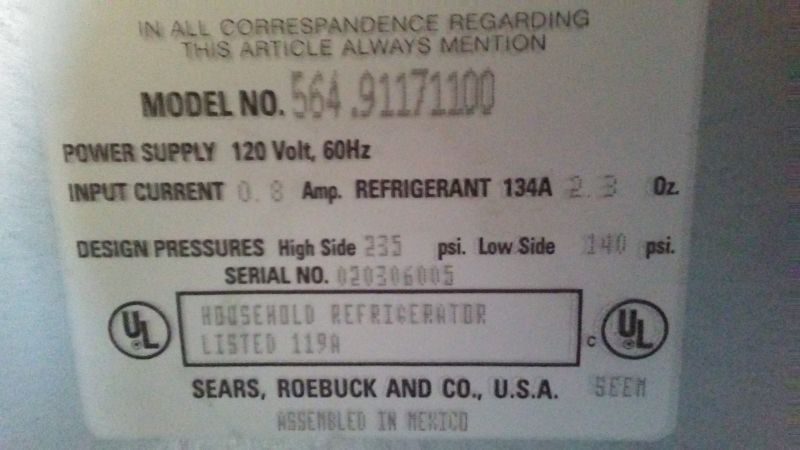 IN ALL CORRESPANDENCE REGARDING
THIS ARTICLE ALWAYS MENTION
MODEL NO. 564.91171100
POWER SUPPLY 120 Volt, 60Hz
INPUT CURRENT 0.8 Amp. REFRIGERANT 134A 2.3 Oz.
DESIGN PRESSURES High Side 235 psi. Low Side 140 psi.
SERIAL NO. 020306005
UL
HOUSEHOLD REFRIGERATOR
LISTED 119A
c UL
SEARS, ROEBUCK AND CO., U.S.A. SEEM
ASSEMBLED IN MEXICO